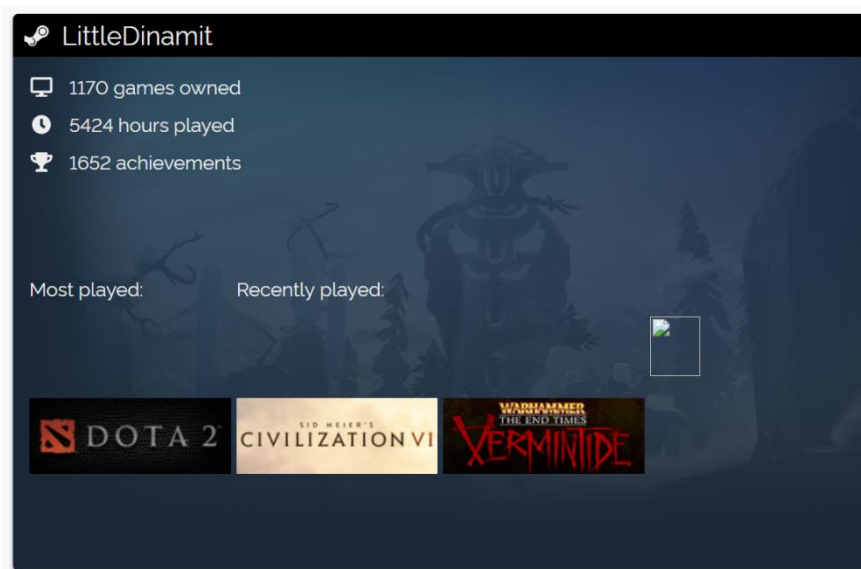 LittleDinamit
1170 games owned
5424 hours played
1652 achievements
Most played:
Recently played:
DOTA 2
SID MEIER'S
CIVILIZATION VI
WARHAMMER
THE END TIMES
VERMINTIDE